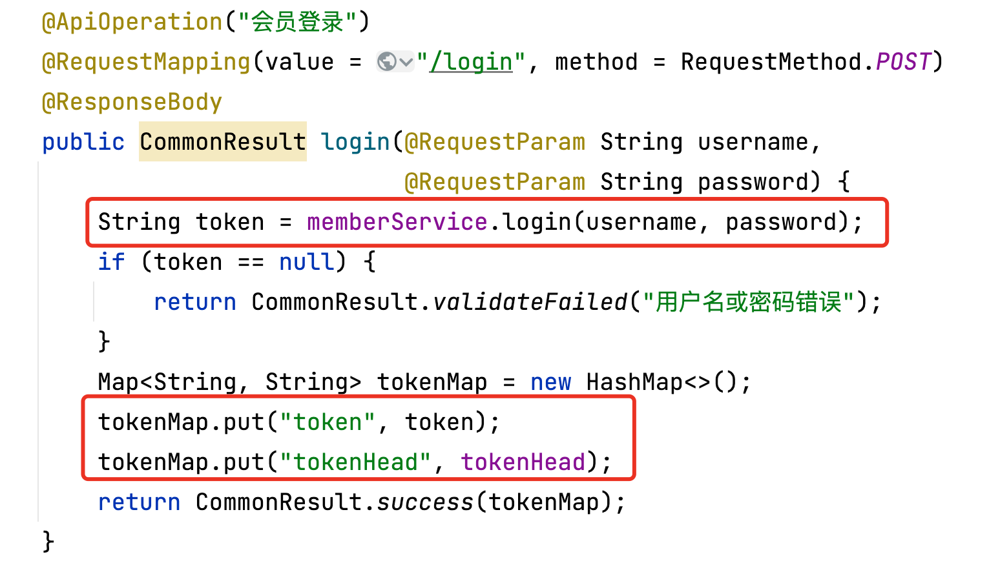 @ApiOperation("会员登录")
@RequestMapping(value = "/login", method = RequestMethod.POST)
@ResponseBody
public CommonResult login(@RequestParam String username,
@RequestParam String password) {
String token = memberService.login(username, password);
if (token == null) {
return CommonResult.validateFailed("用户名或密码错误");
}
Map<String, String> tokenMap = new HashMap<>();
tokenMap.put("token", token);
tokenMap.put("tokenHead", tokenHead);
return CommonResult.success(tokenMap);
}